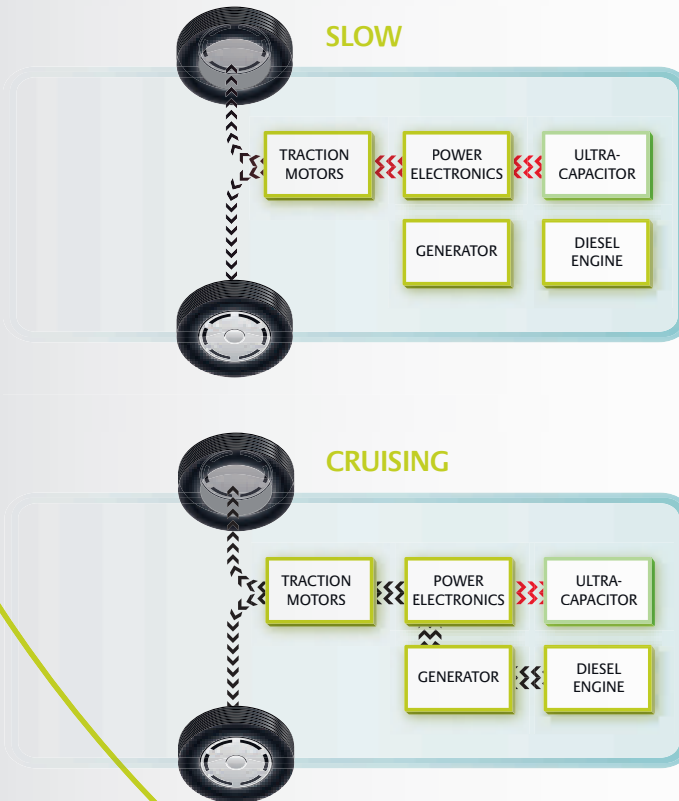 SLOW
TRACTION
MOTORS
POWER
ELECTRONICS
ULTRA-
CAPACITOR
GENERATOR
DIESEL
ENGINE
CRUISING
TRACTION
MOTORS
POWER
ELECTRONICS
ULTRA-
CAPACITOR
GENERATOR
DIESEL
ENGINE